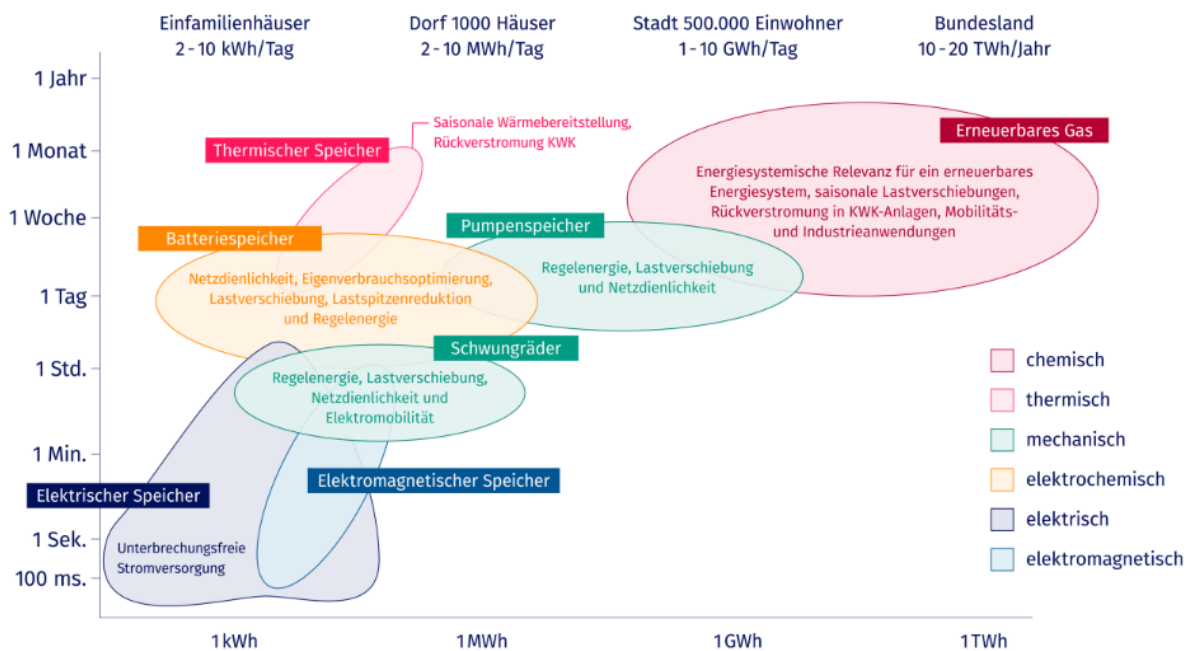 Einfamilienhäuser
2 - 10 kWh/Tag
Dorf 1000 Häuser
2 - 10 MWh/Tag
Stadt 500.000 Einwohner
1 - 10 GWh/Tag
Bundesland
10 - 20 TWh/Jahr
1 Jahr
1 Monat
1 Woche
1 Tag
1 Std.
1 Min.
1 Sek.
100 ms.
Thermischer Speicher
Saisonale Wärmebereitstellung,
Rückverstromung KWK
Erneuerbares Gas
Energiesystemische Relevanz für ein erneuerbares
Energiesystem, saisonale Lastverschiebungen,
Rückverstromung in KWK-Anlagen, Mobilitäts-
und Industrieanwendungen
Batteriespeicher
Netzdienlichkeit, Eigenverbrauchsoptimierung,
Lastverschiebung, Lastspitzenreduktion
und Regelenergie
Pumpenspeicher
Regelenergie, Lastverschiebung
und Netzdienlichkeit
Schwungräder
Regelenergie, Lastverschiebung,
Netzdienlichkeit und
Elektromobilität
Elektrischer Speicher
Unterbrechungsfreie
Stromversorgung
Elektromagnetischer Speicher
chemisch
thermisch
mechanisch
elektrochemisch
elektrisch
elektromagnetisch
1 kWh
1 MWh
1 GWh
1 TWh